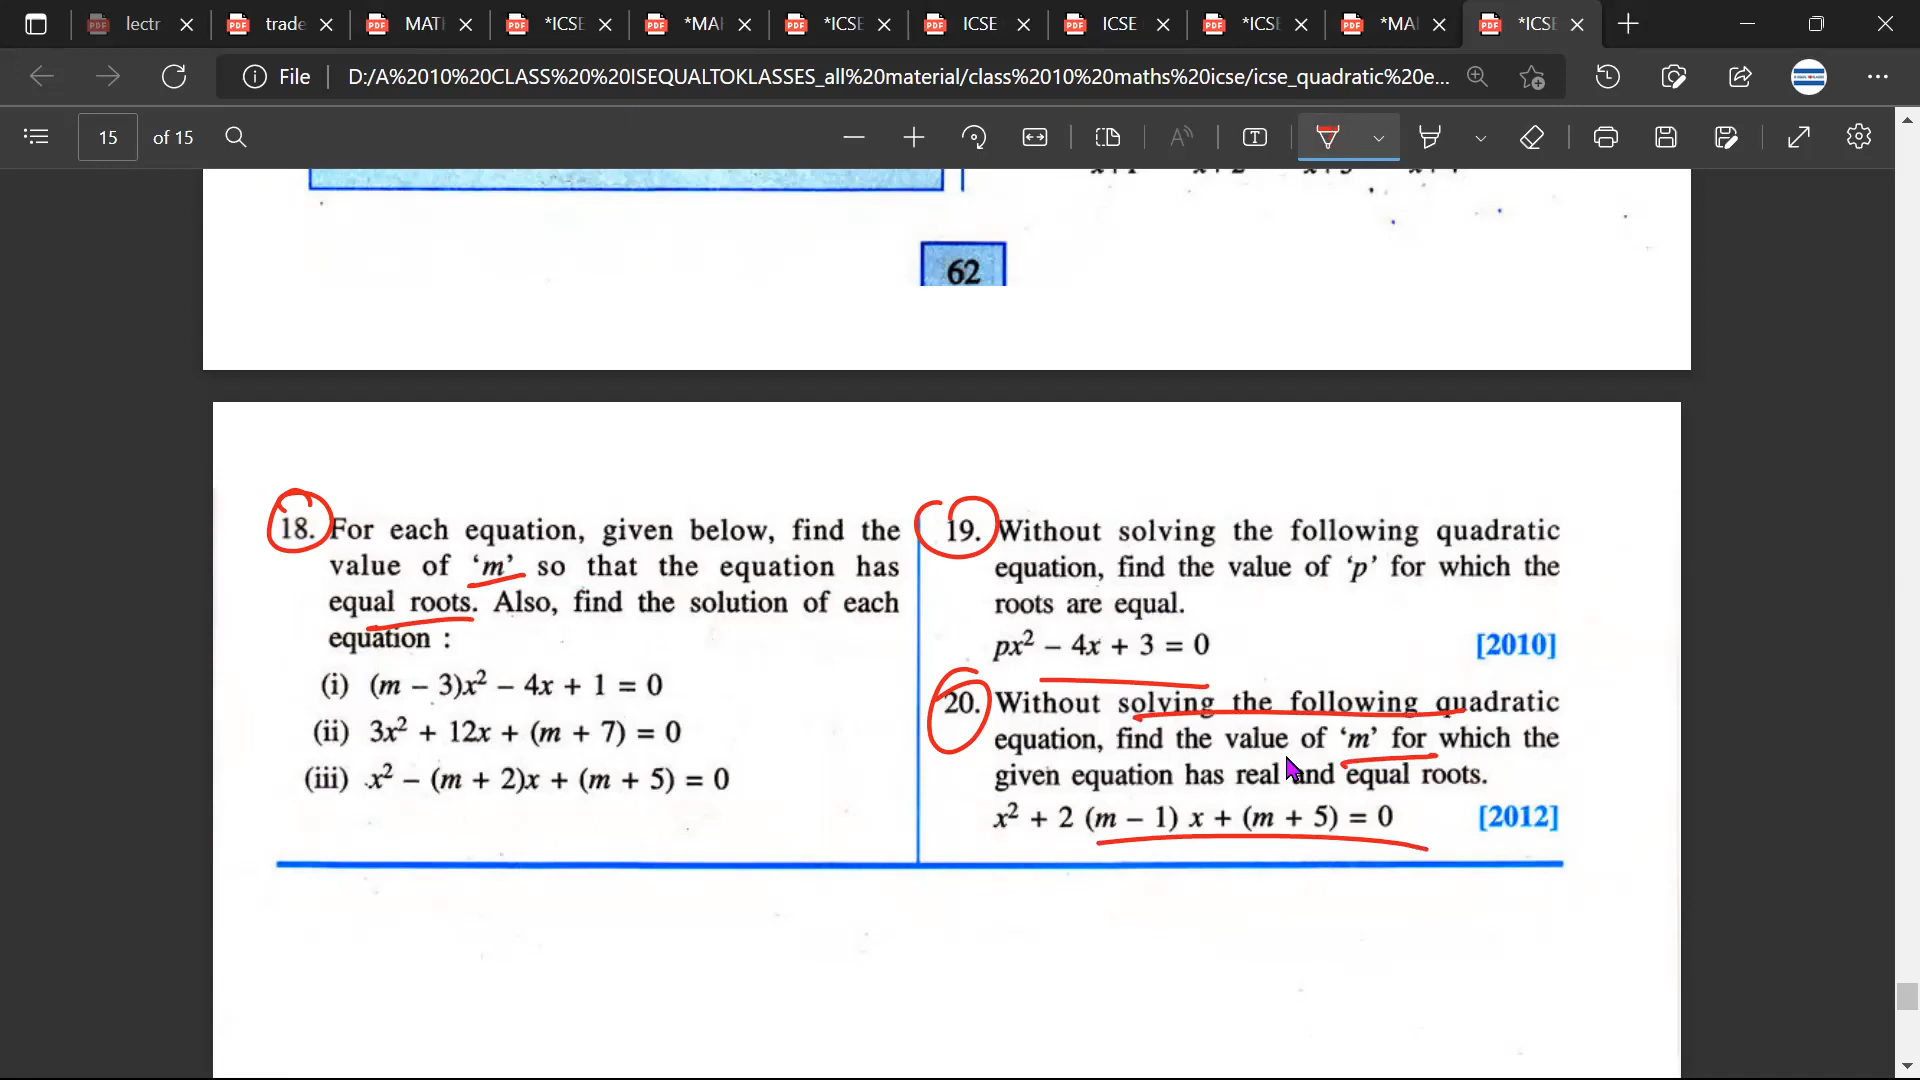 lectr
trade
MAT
*ICSE
*MAI
*ICSE
ICSE
ICSE
*ICSE
*MAI
*ICSE
File
D:/A%2010%20CLASS%20%20ISEQUALTOKLASSES_all%20material/class%2010%20maths%20icse/icse_quadratic%20e...
15 of 15
62
18. For each equation, given below, find the
value of ‘m’ so that the equation has
equal roots. Also, find the solution of each
equation :
(i) (m – 3)x² – 4x + 1 = 0
(ii) 3x² + 12x + (m + 7) = 0
(iii) x² – (m + 2)x + (m + 5) = 0
19. Without solving the following quadratic
equation, find the value of ‘p’ for which the
roots are equal.
px² – 4x + 3 = 0 [2010]
20. Without solving the following quadratic
equation, find the value of ‘m’ for which the
given equation has real and equal roots.
x² + 2 (m – 1) x + (m + 5) = 0 [2012]